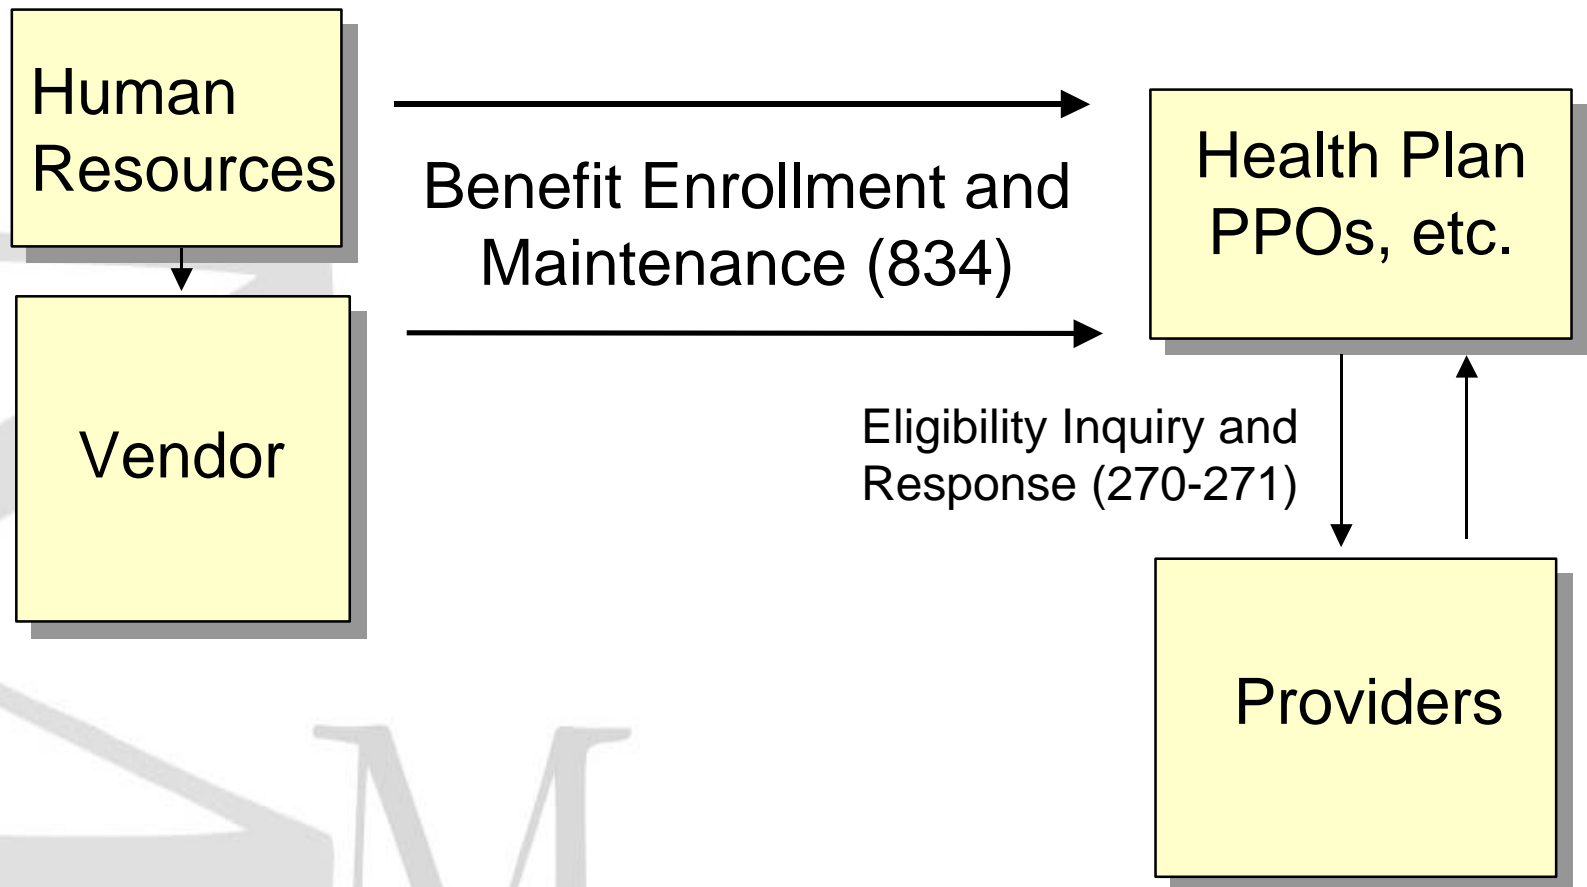 Human
Resources
Benefit Enrollment and
Maintenance (834)
Health Plan
PPOs, etc.
Vendor
Eligibility Inquiry and
Response (270-271)
Providers
M